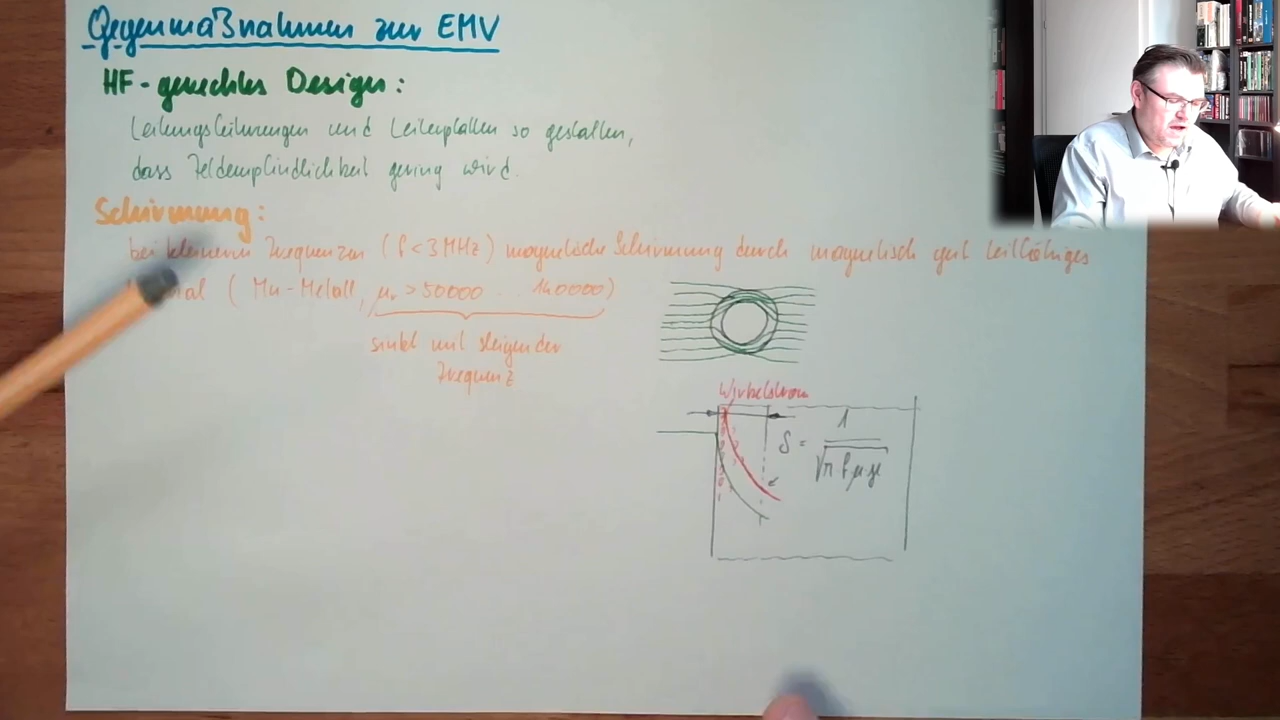 Gegenmaßnahmen zur EMV
HF-gerechtes Design:
Leitungsführungen und Leiterplatten so gestalten,
dass Feldempfindlichkeit gering wird.
Schirmung:
bei kleinern Frequenzen (f < 3 MHz) magnetische Schirmung durch magnetisch gut leitfähiges
(Mu-Metall, μr > 50000 ... 140000)
sinkt mit steigender
Frequenz
Wirbelstrom
δ = 1/√(π f μ ϰ)